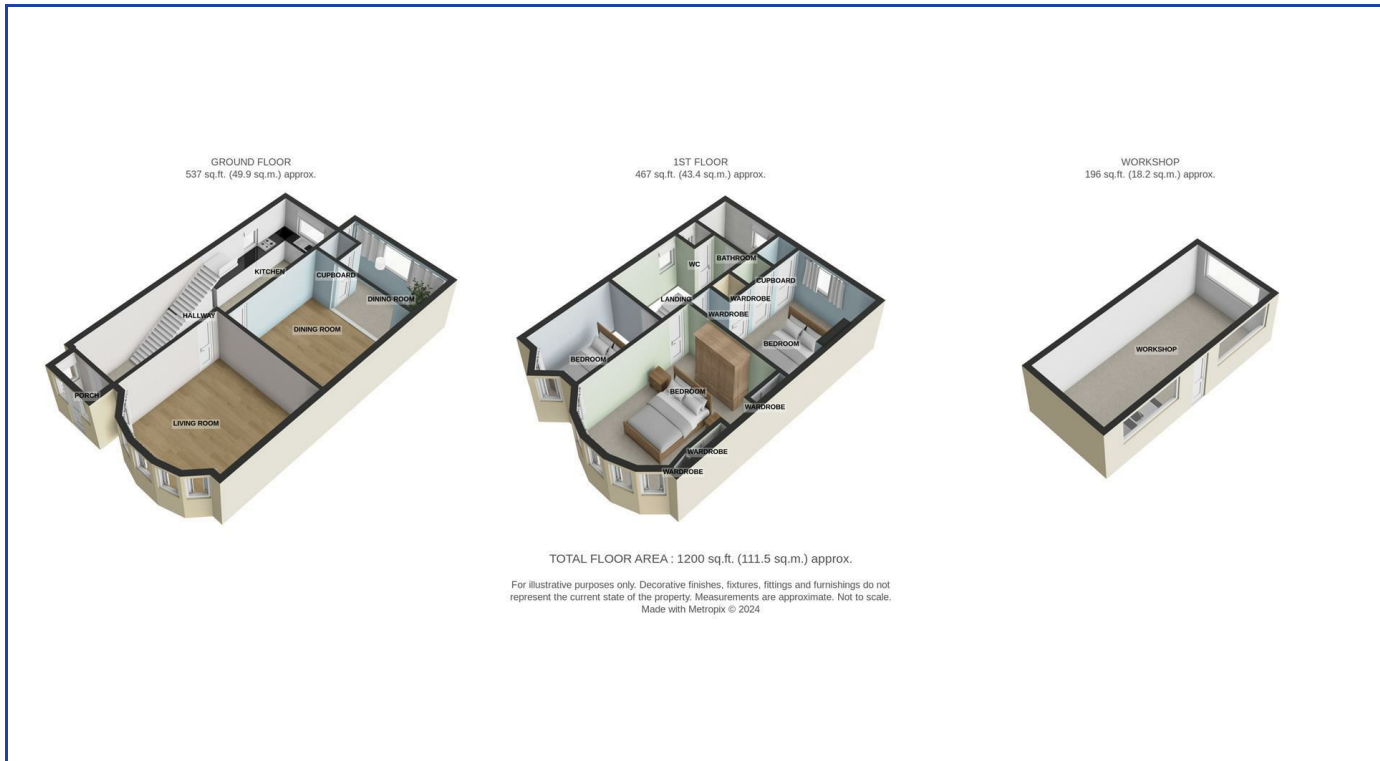 GROUND FLOOR
537 sq.ft. (49.9 sq.m.) approx.
KITCHEN
CUPBOARD
DINING ROOM
HALLWAY
DINING ROOM
PORCH
LIVING ROOM
1ST FLOOR
467 sq.ft. (43.4 sq.m.) approx.
WC
BATHROOM
CUPBOARD
LANDING
WARDROBE
WARDROBE
BEDROOM
BEDROOM
BEDROOM
WARDROBE
WARDROBE
WARDROBE
WORKSHOP
196 sq.ft. (18.2 sq.m.) approx.
WORKSHOP
TOTAL FLOOR AREA : 1200 sq.ft. (111.5 sq.m.) approx.
For illustrative purposes only. Decorative finishes, fixtures, fittings and furnishings do not
represent the current state of the property. Measurements are approximate. Not to scale.
Made with Metropix © 2024